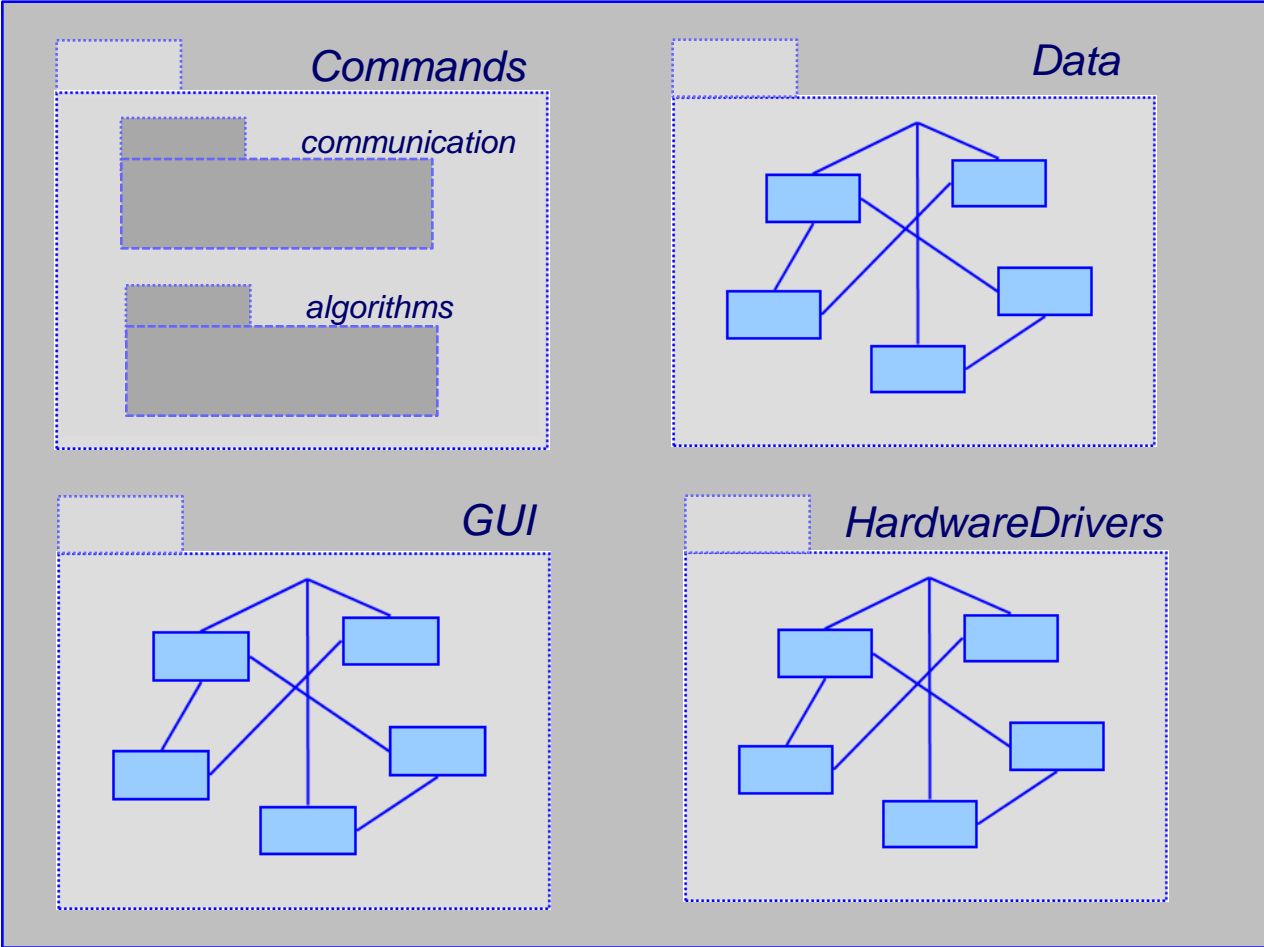 Commands
communication
algorithms
Data
GUI
HardwareDrivers